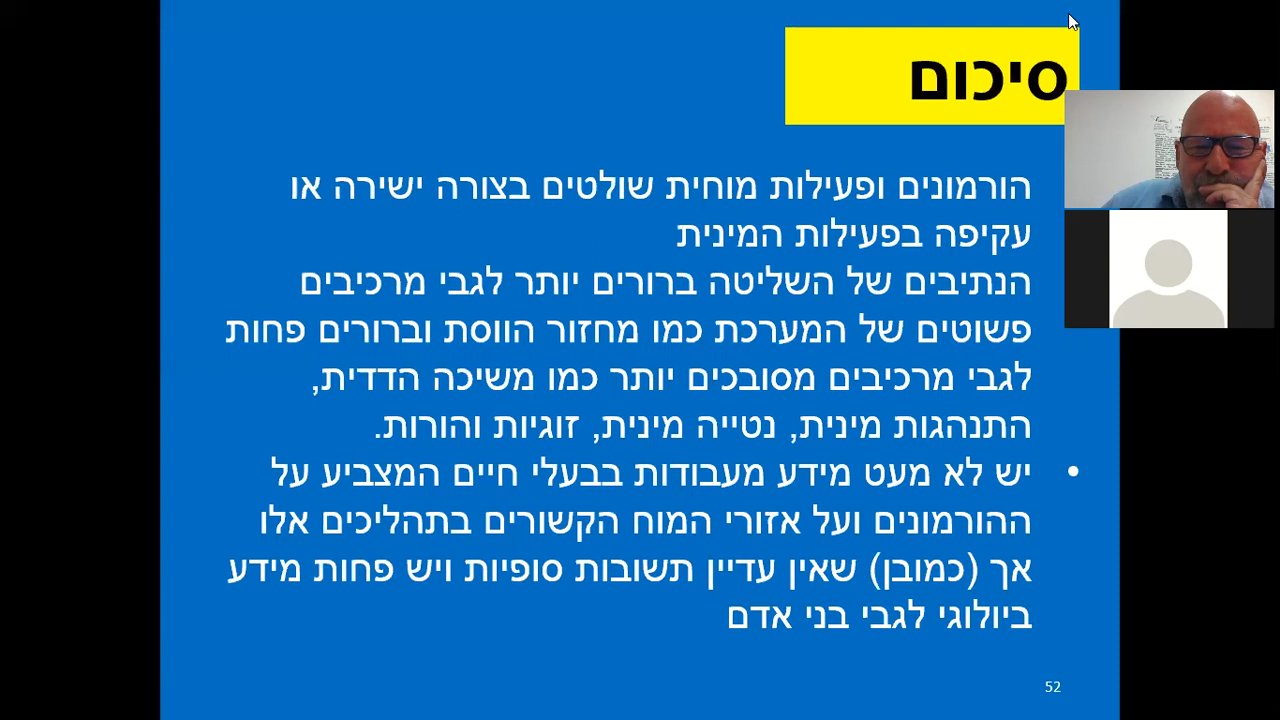 סיכום
הורמונים ופעילות מוחית שולטים בצורה ישירה או
עקיפה בפעילות המינית
הנתיבים של השליטה ברורים יותר לגבי מרכיבים
פשוטים של המערכת כמו מחזור הווסת וברורים פחות
לגבי מרכיבים מסובכים יותר כמו משיכה הדדית,
התנהגות מינית, נטייה מינית, זוגיות והורות.
• יש לא מעט מידע מעבודות בבעלי חיים המצביע על
ההורמונים ועל אזורי המוח הקשורים בתהליכים אלו
אך (כמובן) שאין עדיין תשובות סופיות ויש פחות מידע
ביולוגי לגבי בני אדם
52